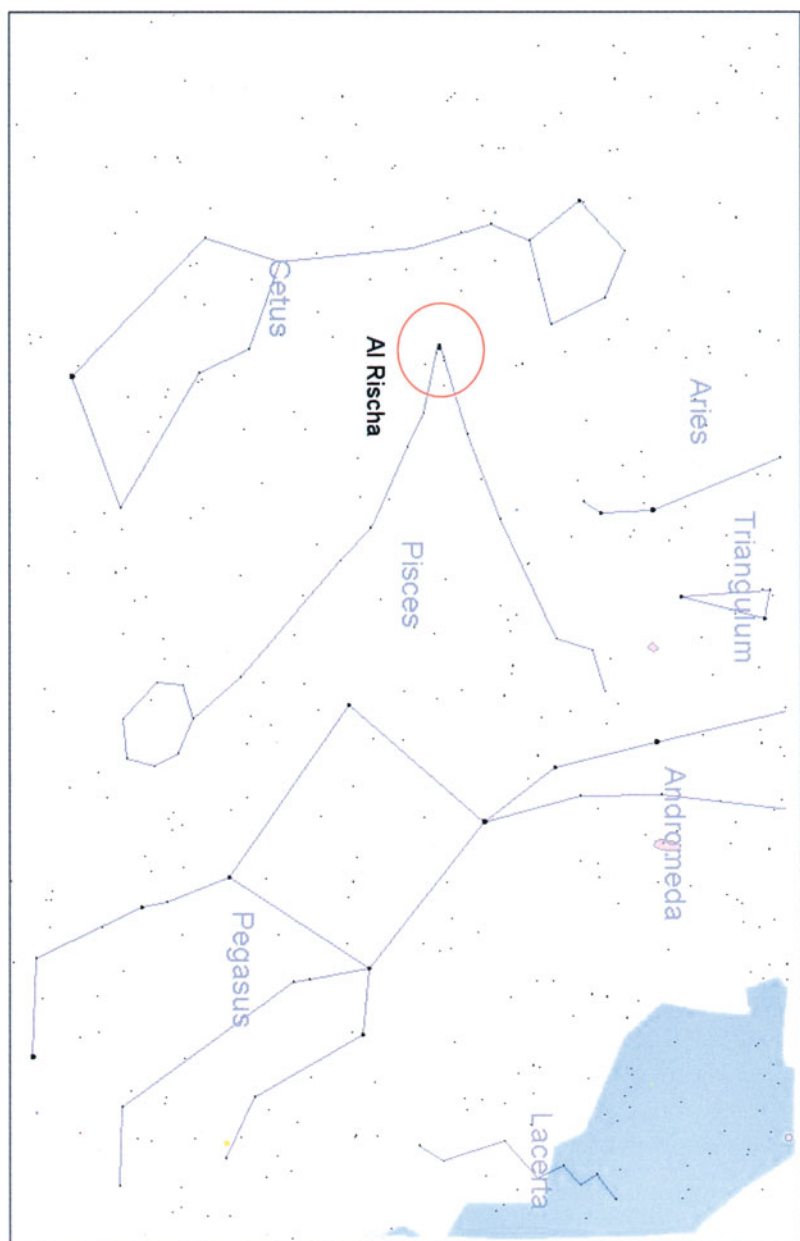 Cetus
Al Rischa
Aries
Pisces
Triangulum
Andromeda
Pegasus
Lacerta